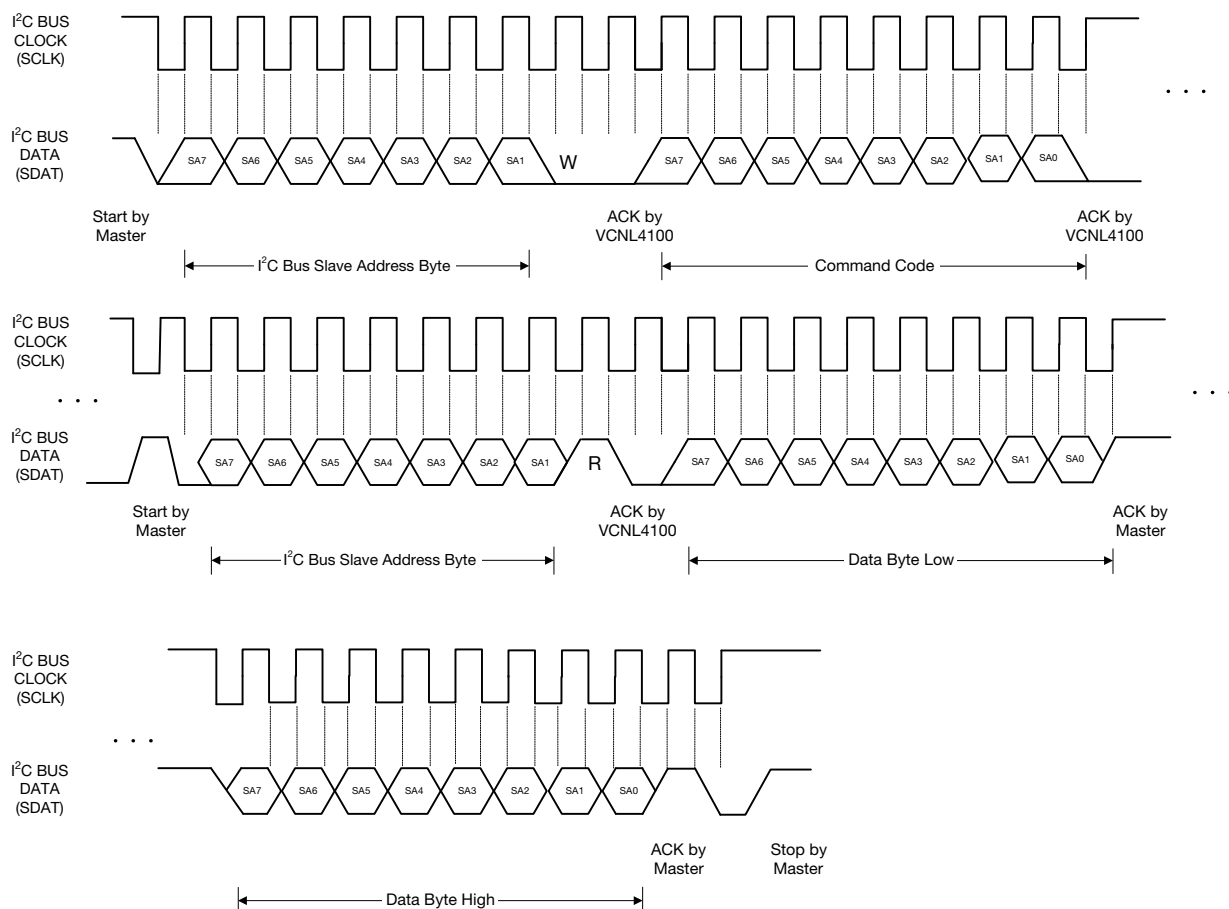 I²C BUS
CLOCK
(SCLK)
. . .
I²C BUS
DATA
(SDAT)
SA7 SA6 SA5 SA4 SA3 SA2 SA1 W SA7 SA6 SA5 SA4 SA3 SA2 SA1 SA0
Start by
Master
ACK by
VCNL4100
ACK by
VCNL4100
I²C Bus Slave Address Byte
Command Code
I²C BUS
CLOCK
(SCLK)
. . .
. . .
I²C BUS
DATA
(SDAT)
SA7 SA6 SA5 SA4 SA3 SA2 SA1 R SA7 SA6 SA5 SA4 SA3 SA2 SA1 SA0
Start by
Master
ACK by
VCNL4100
ACK by
Master
I²C Bus Slave Address Byte
Data Byte Low
I²C BUS
CLOCK
(SCLK)
. . .
I²C BUS
DATA
(SDAT)
SA7 SA6 SA5 SA4 SA3 SA2 SA1 SA0
ACK by
Master
Stop by
Master
Data Byte High